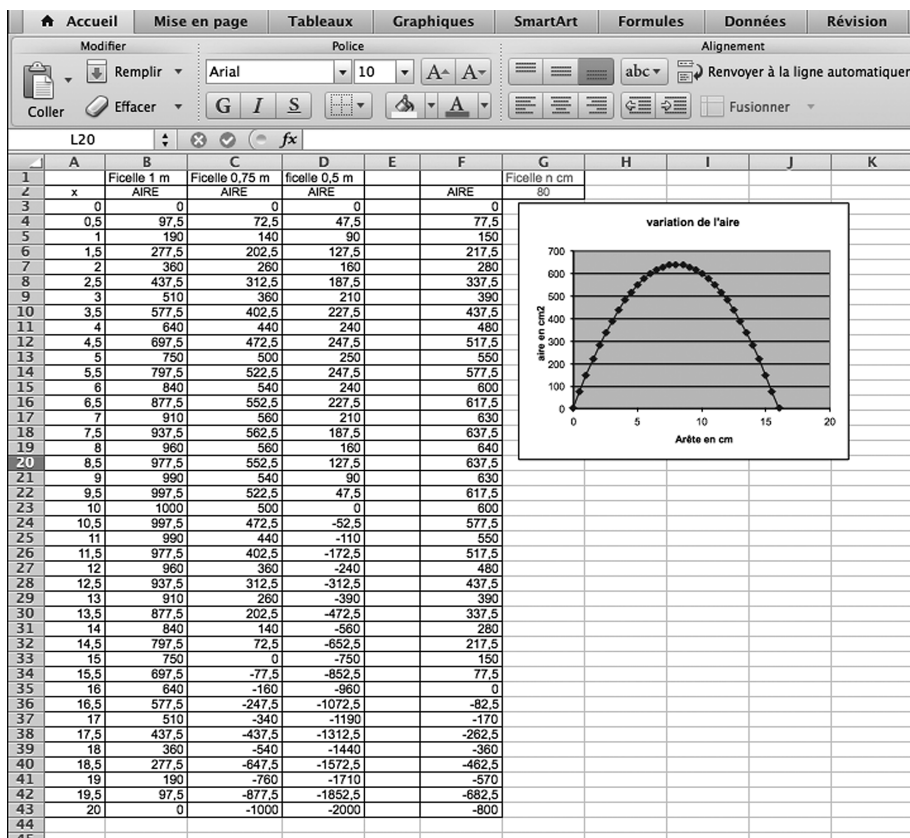 Accueil Mise en page Tableaux Graphiques SmartArt Formules Données Révision
Modifier Police Alignement
Coller Remplir Arial 10 A A abc Renvoyer à la ligne automatiquement
Effacer G I S A Fusionner
L20 fx
A B C D E F G H I J K
1 Ficelle 1 m Ficelle 0,75 m ficelle 0,5 m Ficelle n cm
2 x AIRE AIRE AIRE AIRE 80
3 0 0 0 0 0
4 0,5 97,5 72,5 47,5 77,5
5 1 190 140 90 150
6 1,5 277,5 202,5 127,5 217,5
7 2 360 260 160 280
8 2,5 437,5 312,5 187,5 337,5
9 3 510 360 210 390
10 3,5 577,5 402,5 227,5 437,5
11 4 640 440 240 480
12 4,5 697,5 472,5 247,5 517,5
13 5 750 500 250 550
14 5,5 797,5 522,5 247,5 577,5
15 6 840 540 240 600
16 6,5 877,5 552,5 227,5 617,5
17 7 910 560 210 630
18 7,5 937,5 562,5 187,5 637,5
19 8 960 560 160 640
20 8,5 977,5 552,5 127,5 637,5
21 9 990 540 90 630
22 9,5 997,5 522,5 47,5 617,5
23 10 1000 500 0 600
24 10,5 997,5 472,5 -52,5 577,5
25 11 990 440 -110 550
26 11,5 977,5 402,5 -172,5 517,5
27 12 960 360 -240 480
28 12,5 937,5 312,5 -312,5 437,5
29 13 910 260 -390 390
30 13,5 877,5 202,5 -472,5 337,5
31 14 840 140 -560 280
32 14,5 797,5 72,5 -652,5 217,5
33 15 750 0 -750 150
34 15,5 697,5 -77,5 -852,5 77,5
35 16 640 -160 -960 0
36 16,5 577,5 -247,5 -1072,5 -82,5
37 17 510 -340 -1190 -170
38 17,5 437,5 -437,5 -1312,5 -262,5
39 18 360 -540 -1440 -360
40 18,5 277,5 -647,5 -1572,5 -462,5
41 19 190 -760 -1710 -570
42 19,5 97,5 -877,5 -1852,5 -682,5
43 20 0 -1000 -2000 -800
44
variation de l'aire
700
600
500
400
300
200
100
0
aire en cm2
0 5 10 15 20
Arête en cm